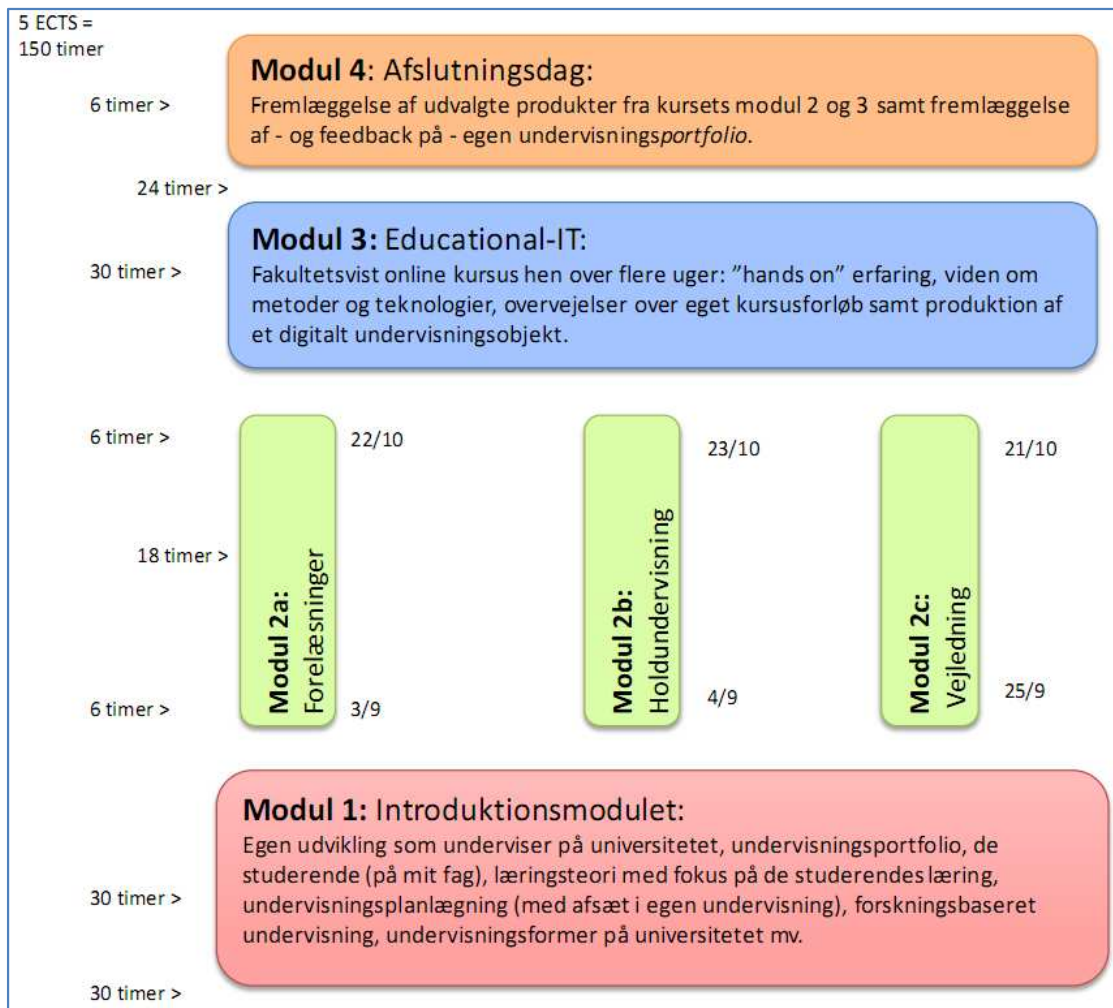 5 ECTS =
150 timer
Modul 4: Afslutningsdag:
6 timer >
Fremlæggelse af udvalgte produkter fra kursets modul 2 og 3 samt fremlæggelse
af - og feedback på - egen undervisningsportfolio.
24 timer >
Modul 3: Educational-IT:
30 timer >
Fakultetsvist online kursus hen over flere uger: ”hands on” erfaring, viden om
metoder og teknologier, overvejelser over eget kursusforløb samt produktion af
et digitalt undervisningsobjekt.
6 timer >
22/10
23/10
21/10
18 timer >
Modul 2a:
Forelæsninger
Modul 2b:
Holdundervisning
Modul 2c:
Vejledning
6 timer >
3/9
4/9
25/9
Modul 1: Introduktionsmodulet:
Egen udvikling som underviser på universitetet, undervisningsportfolio, de
studerende (på mit fag), læringsteori med fokus på de studerendes læring,
30 timer >
undervisningsplanlægning (med afsæt i egen undervisning), forskningsbaseret
undervisning, undervisningsformer på universitetet mv.
30 timer >